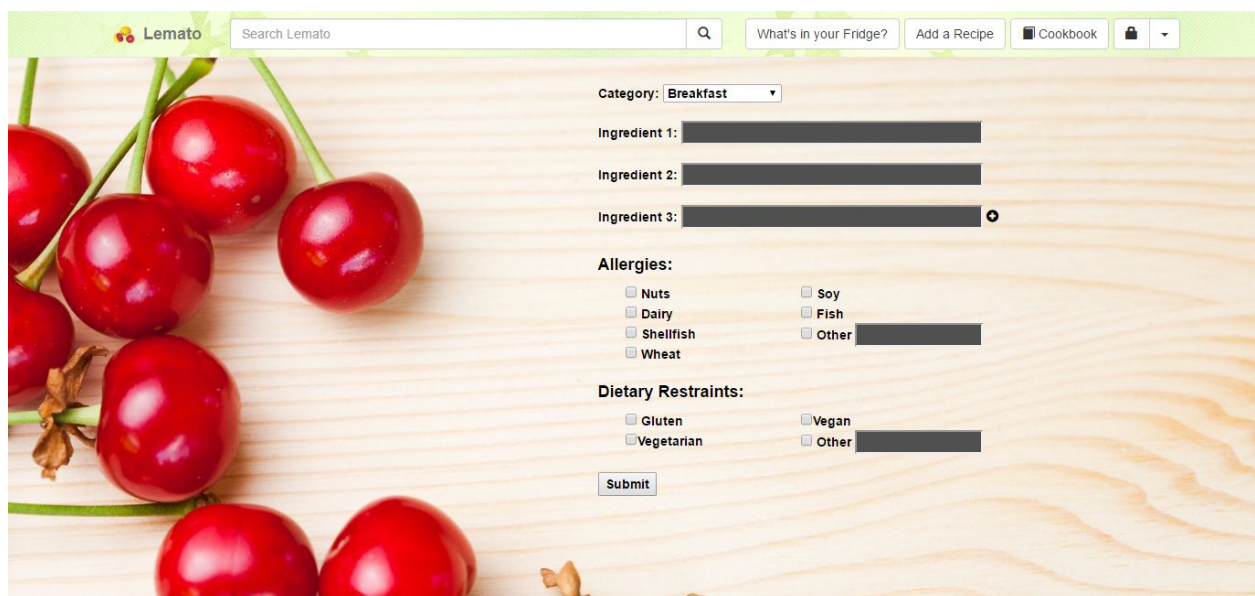 Lemato Search Lemato What's in your Fridge? Add a Recipe Cookbook
Category: Breakfast
Ingredient 1:
Ingredient 2:
Ingredient 3:
Allergies:
Nuts Soy
Dairy Fish
Shellfish Other
Wheat
Dietary Restraints:
Gluten Vegan
Vegetarian Other
Submit